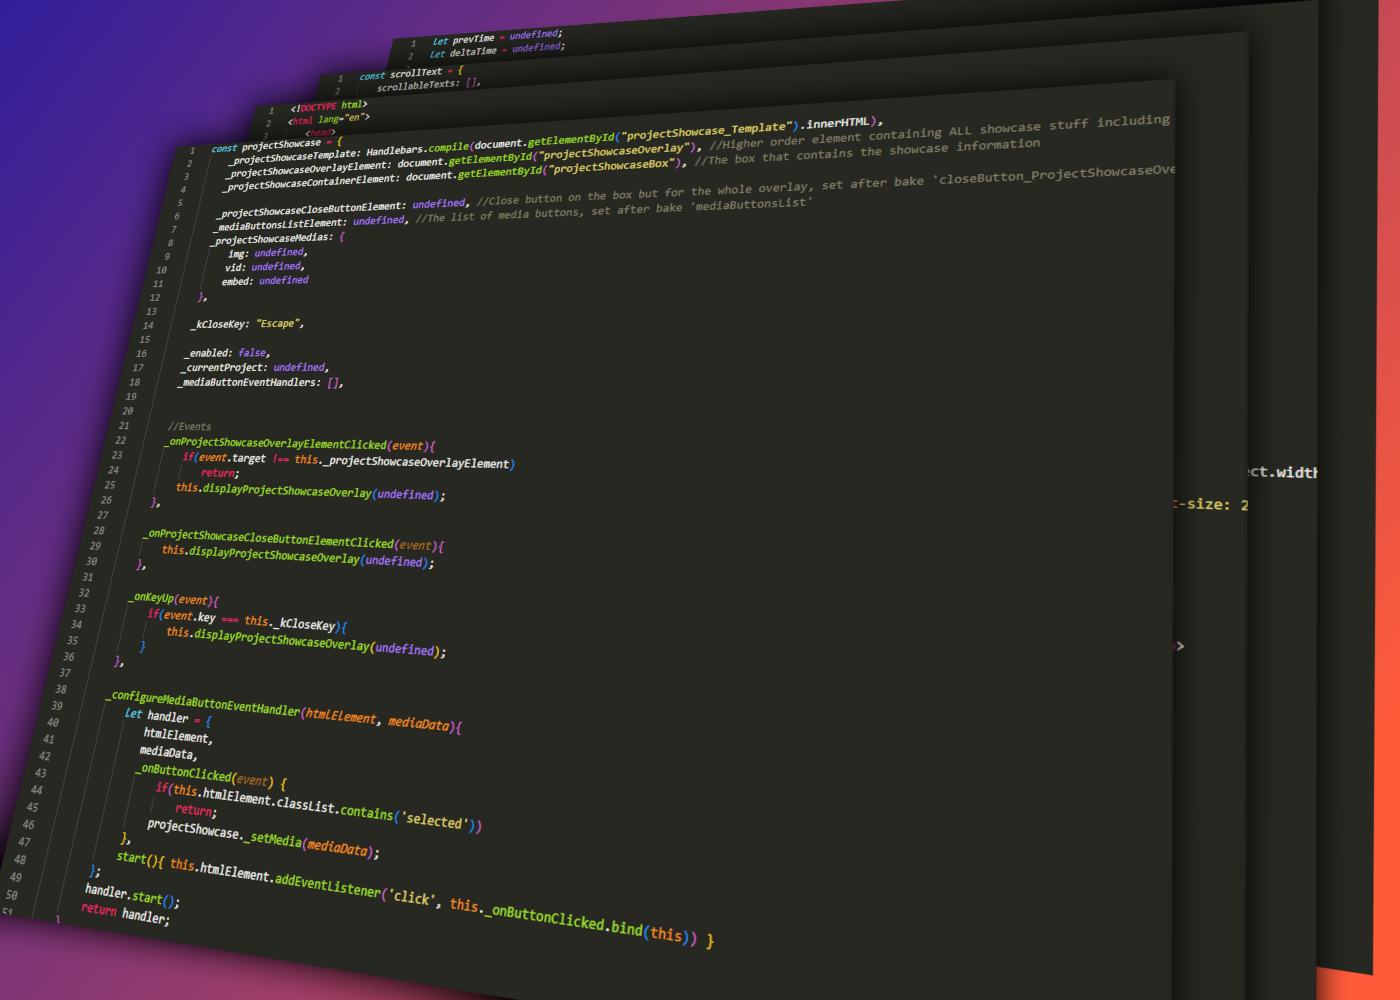 1 let prevTime = undefined;
2 let deltaTime = undefined;
1 const scrollText = {
2 scrollableTexts: [],
1 <!DOCTYPE html>
2 <html lang="en">
3 <head>
1 const projectShowcase = {
2 _projectShowcaseTemplate: Handlebars.compile(document.getElementById("projectShowcase_Template").innerHTML),
3 _projectShowcaseOverlayElement: document.getElementById("projectShowcaseOverlay"), //Higher order element containing ALL showcase stuff including
4 _projectShowcaseContainerElement: document.getElementById("projectShowcaseBox"), //The box that contains the showcase information
5
6 _projectShowcaseCloseButtonElement: undefined, //Close button on the box but for the whole overlay, set after bake 'closeButton_ProjectShowcaseOve
7 _mediaButtonsListElement: undefined, //The list of media buttons, set after bake 'mediaButtonsList'
8 _projectShowcaseMedias: {
9 img: undefined,
10 vid: undefined,
11 embed: undefined
12 },
13
14 _kCloseKey: "Escape",
15
16 _enabled: false,
17 _currentProject: undefined,
18 _mediaButtonEventHandlers: [],
19
20
21 //Events
22 _onProjectShowcaseOverlayElementClicked(event){
23 if(event.target !== this._projectShowcaseOverlayElement)
24 return;
25 this.displayProjectShowcaseOverlay(undefined);
26 },
27
28 _onProjectShowcaseCloseButtonElementClicked(event){
29 this.displayProjectShowcaseOverlay(undefined);
30 },
31
32 _onKeyUp(event){
33 if(event.key === this._kCloseKey){
34 this.displayProjectShowcaseOverlay(undefined);
35 }
36 },
37
38 _configureMediaButtonEventHandler(htmlElement, mediaData){
39 let handler = {
40 htmlElement,
41 mediaData,
42 _onButtonClicked(event) {
43 if(this.htmlElement.classList.contains('selected'))
44 return;
45 projectShowcase._setMedia(mediaData);
46 },
47 start(){ this.htmlElement.addEventListener('click', this._onButtonClicked.bind(this)) }
48 };
49 handler.start();
50 return handler;
51 }
ect.width
t-size: 2
>